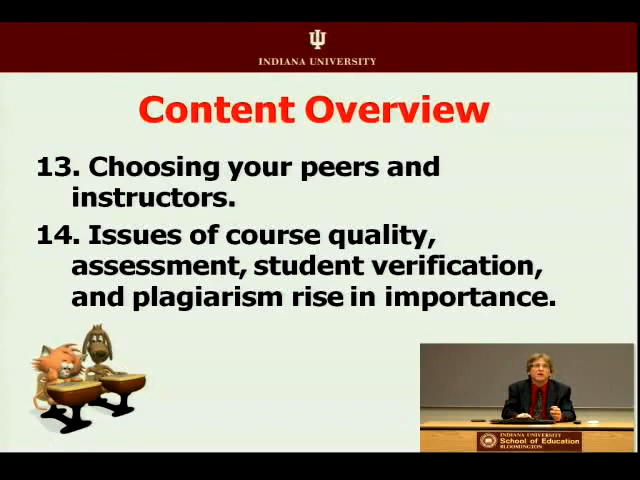 INDIANA UNIVERSITY
Content Overview
13. Choosing your peers and
instructors.
14. Issues of course quality,
assessment, student verification,
and plagiarism rise in importance.
INDIANA UNIVERSITY
School of Education
BLOOMINGTON